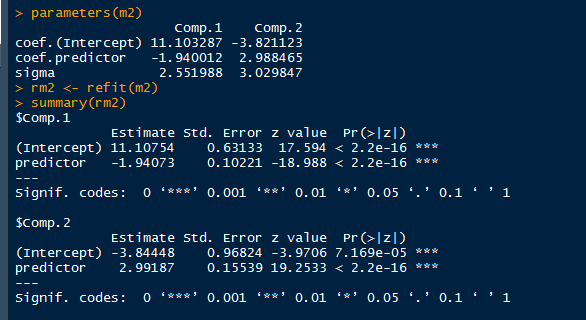 > parameters(m2)
Comp.1 Comp.2
coef.(Intercept) 11.103287 -3.821123
coef.predictor -1.940012 2.988465
sigma 2.551988 3.029847
> rm2 <- refit(m2)
> summary(rm2)
$Comp.1
Estimate Std. Error z value Pr(>|z|)
(Intercept) 11.10754 0.63133 17.594 < 2.2e-16 ***
predictor -1.94073 0.10221 -18.988 < 2.2e-16 ***
---
Signif. codes: 0 ‘***’ 0.001 ‘**’ 0.01 ‘*’ 0.05 ‘.’ 0.1 ‘ ’ 1
$Comp.2
Estimate Std. Error z value Pr(>|z|)
(Intercept) -3.84448 0.96824 -3.9706 7.169e-05 ***
predictor 2.99187 0.15539 19.2533 < 2.2e-16 ***
---
Signif. codes: 0 ‘***’ 0.001 ‘**’ 0.01 ‘*’ 0.05 ‘.’ 0.1 ‘ ’ 1